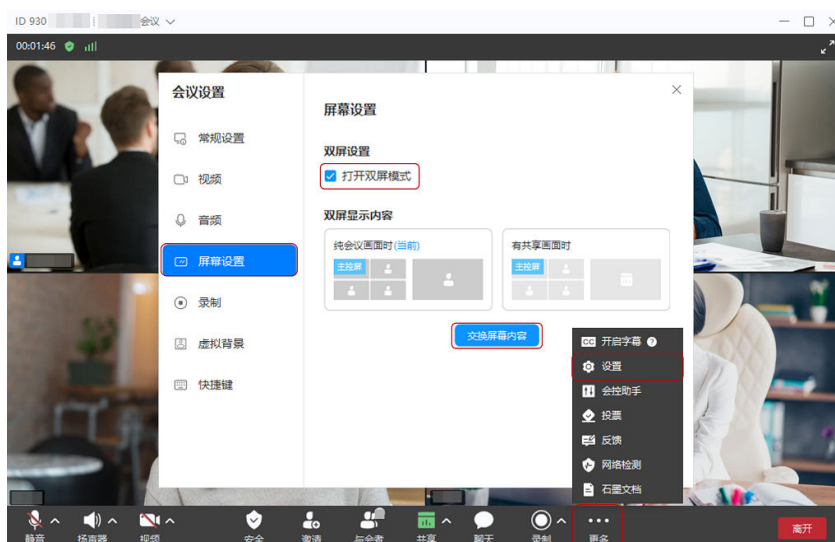 ID 930 会议
00:01:46
会议设置
常规设置
视频
音频
屏幕设置
录制
虚拟背景
快捷键
屏幕设置
双屏设置
打开双屏模式
双屏显示内容
纯会议画面时(当前)
主控屏
有共享画面时
主控屏
交换屏幕内容
CC 开启字幕 ?
设置
会控助手
投票
反馈
网络检测
石墨文档
静音
扬声器
视频
安全
邀请
与会者
共享
聊天
录制
更多
离开